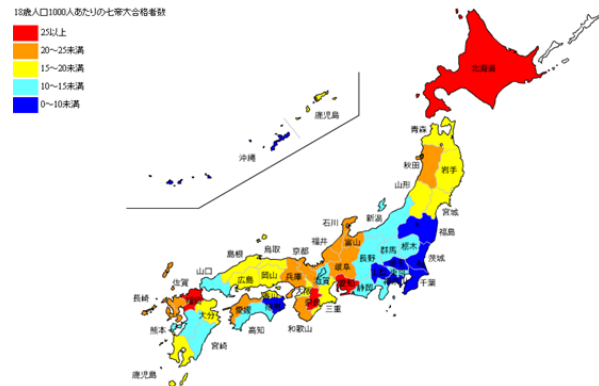 18歳人口1000人あたりの七帝大合格者数
25以上
20～25未満
15～20未満
10～15未満
0～10未満
北海道
鹿児島
沖縄
青森
秋田
岩手
山形
宮城
新潟
福島
石川
富山
福井
群馬
栃木
長野
茨城
岐阜
千葉
愛知
静岡
滋賀
京都
兵庫
鳥取
島根
岡山
広島
山口
三重
和歌山
愛媛
高知
佐賀
長崎
大分
熊本
宮崎
鹿児島